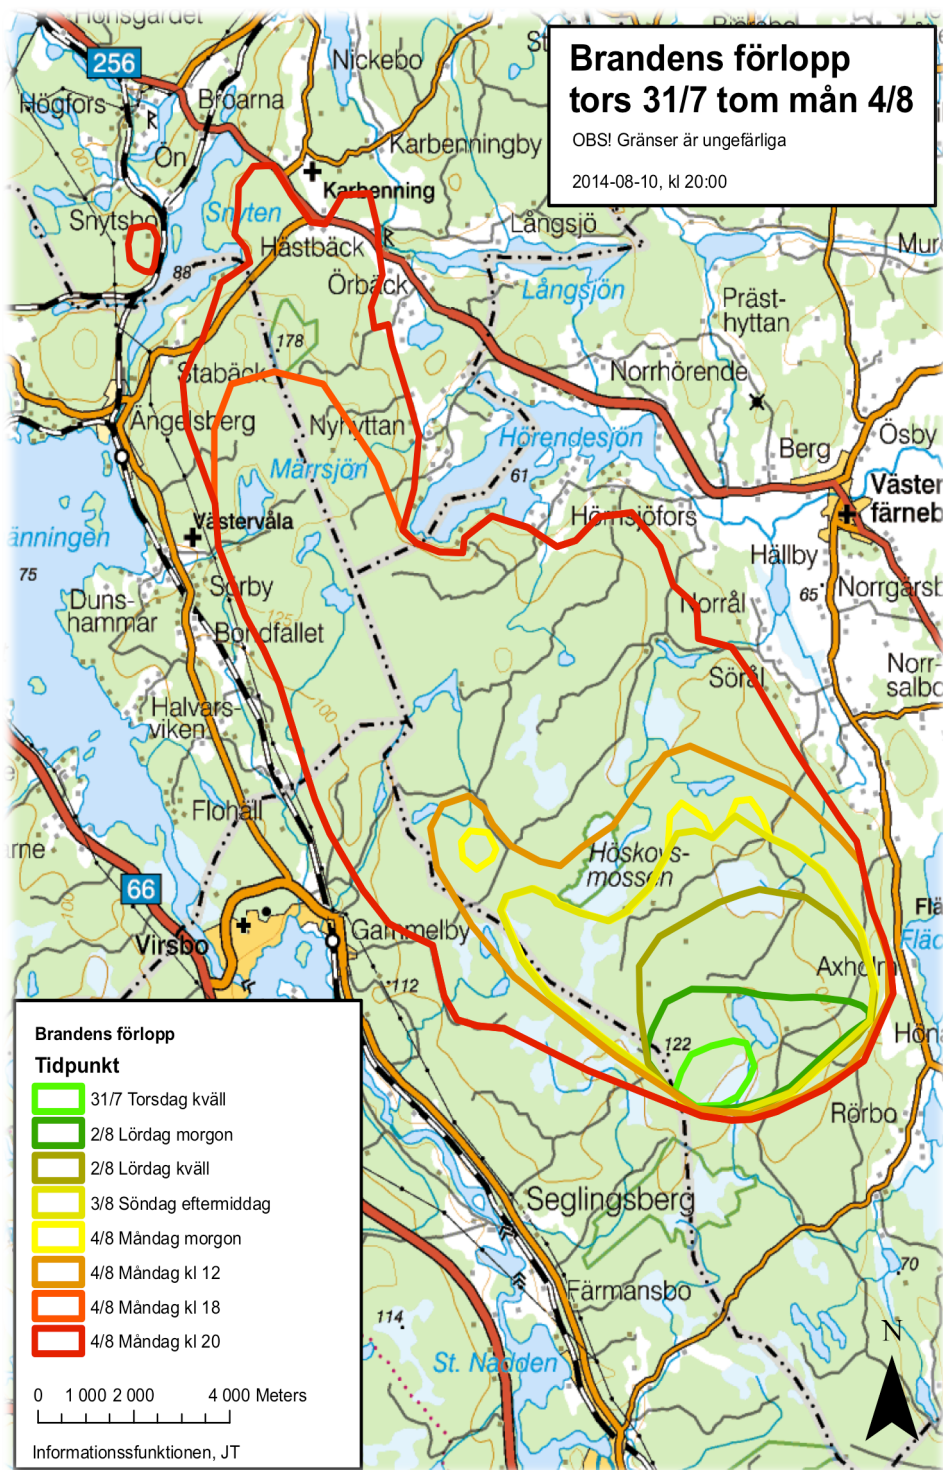 Brandens förlopp
tors 31/7 tom mån 4/8
OBS! Gränser är ungefärliga
2014-08-10, kl 20:00
256
Nickebo
Högfors
Broarna
Ön
Karbenningby
Karbenning
Snytsbo
Snyten
Långsjö
Hästbäck
88
Örbäck
Långsjön
Präst-
hyttan
178
Stabäck
Norrhörende
Ängelsberg
Nyhyttan
Hörendesjön
Berg
Ösby
Märrsjön
61
Väster
färneb
Västervåla
Hörnsjöfors
änningen
75
Hällby
Sörby
65
Norrgärsb
Duns-
hammar
Norrål
125
Bondfallet
Norr-
salbo
Sörål
100
Halvars-
viken
Flohäll
Höskovs-
mossen
66
100
Flä
Virsbo
Gammelby
Axholm
112
122
Rörbo
Seglingsberg
70
Färmansbo
114
St. Nadden
N
Brandens förlopp
Tidpunkt
31/7 Torsdag kväll
2/8 Lördag morgon
2/8 Lördag kväll
3/8 Söndag eftermiddag
4/8 Måndag morgon
4/8 Måndag kl 12
4/8 Måndag kl 18
4/8 Måndag kl 20
0 1 000 2 000 4 000 Meters
Informationssfunktionen, JT